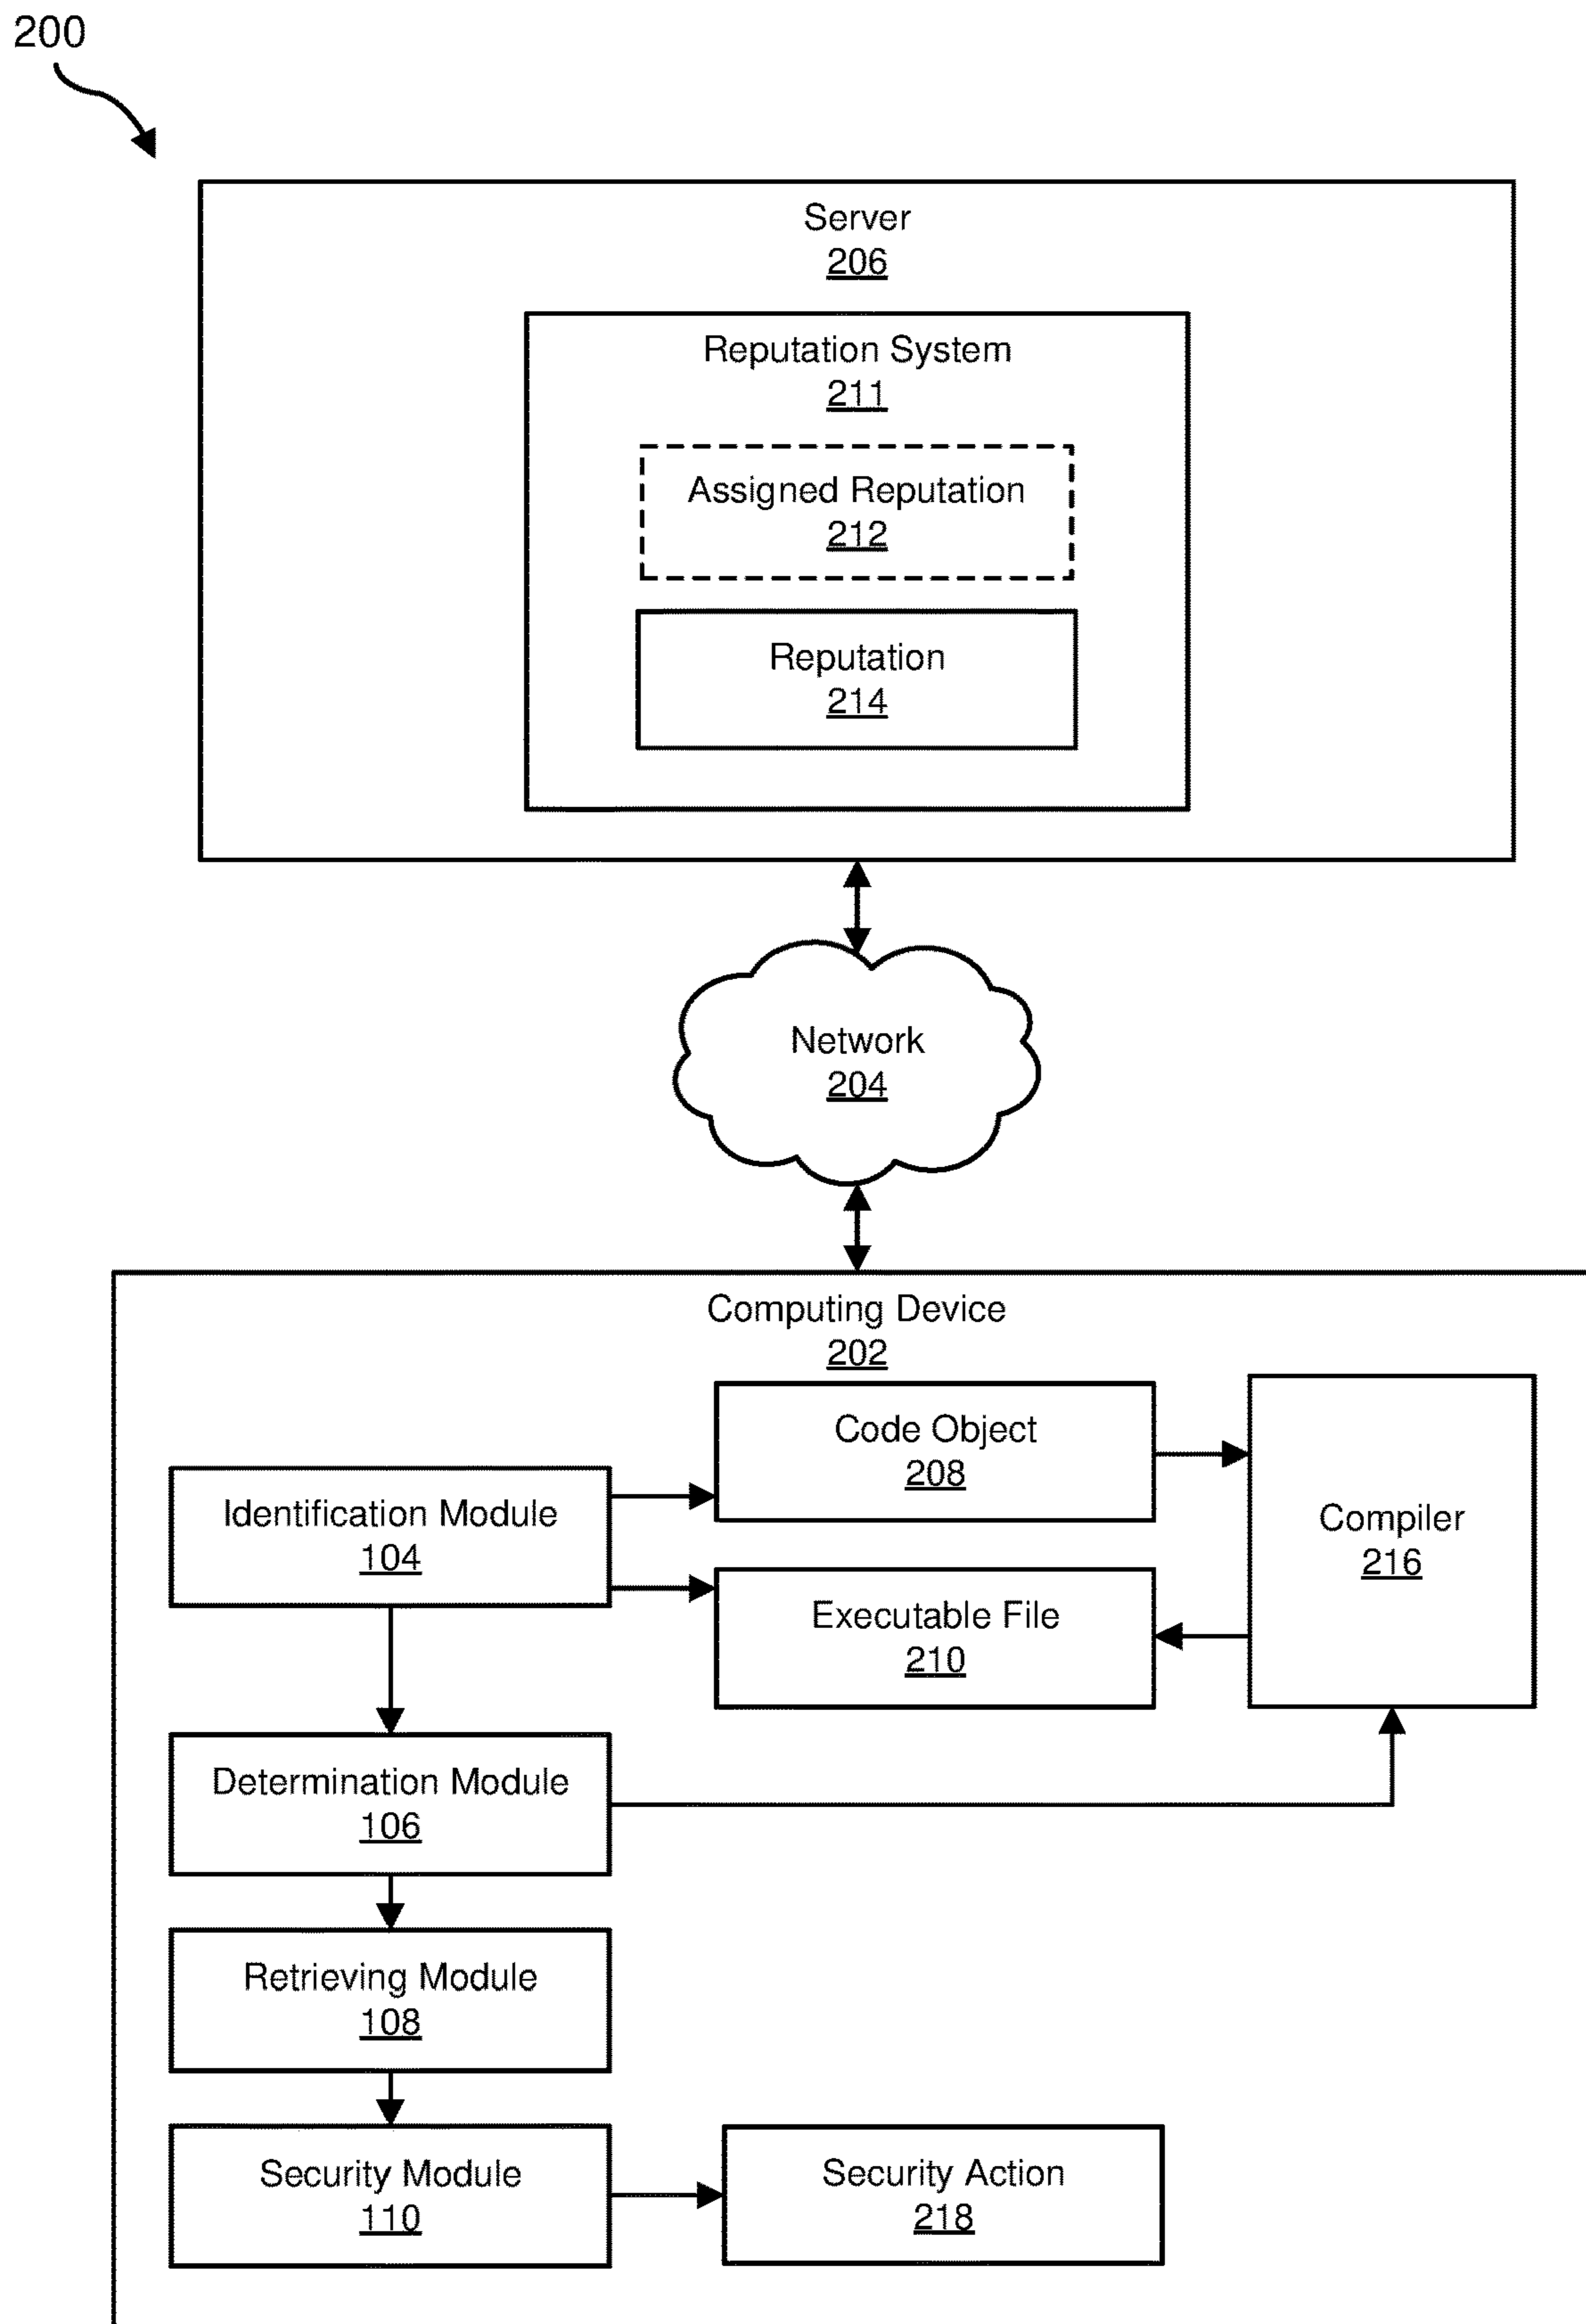 200
Server
206
Reputation System
211
Assigned Reputation
212
Reputation
214
Network
204
Computing Device
202
Code Object
208
Identification Module
104
Compiler
216
Executable File
210
Determination Module
106
Retrieving Module
108
Security Module
110
Security Action
218